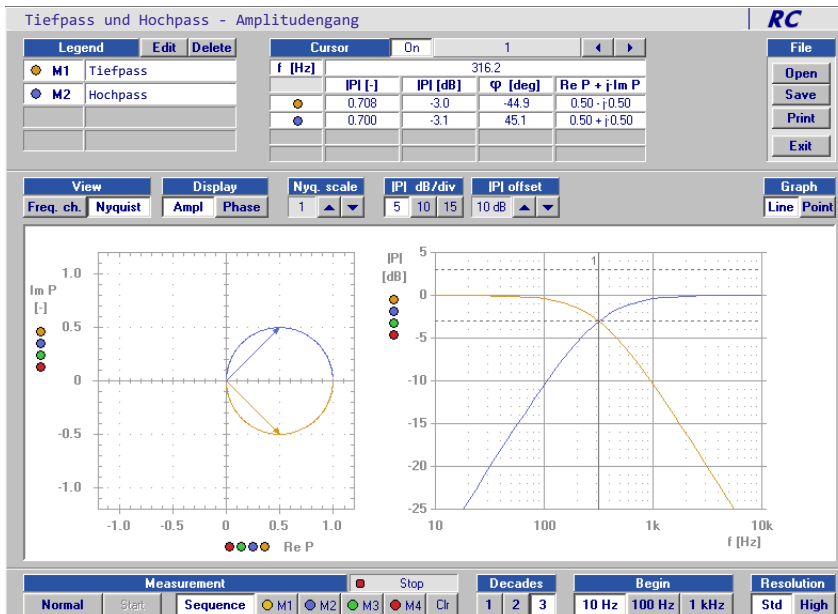 Tiefpass und Hochpass - Amplitudengang
RC
Legend Edit Delete
M1 Tiefpass
M2 Hochpass
Cursor On 1
f [Hz] 316.2
|P| [-] |P| [dB] φ [deg] Re P + j·Im P
0.708 -3.0 -44.9 0.50 - j·0.50
0.700 -3.1 45.1 0.50 + j·0.50
File
Open
Save
Print
Exit
View
Freq. ch. Nyquist
Display
Ampl Phase
Nyq. scale
1
|P| dB/div
5 10 15
|P| offset
10 dB
Graph
Line Point
Im P
[-]
1.0
0.5
0
-0.5
-1.0
-1.0 -0.5 0 0.5 1.0
Re P
|P|
[dB]
1
5
0
-5
-10
-15
-20
-25
10 100 1k 10k
f [Hz]
Measurement Stop
Normal Start Sequence M1 M2 M3 M4 Clr
Decades
1 2 3
Begin
10 Hz 100 Hz 1 kHz
Resolution
Std High